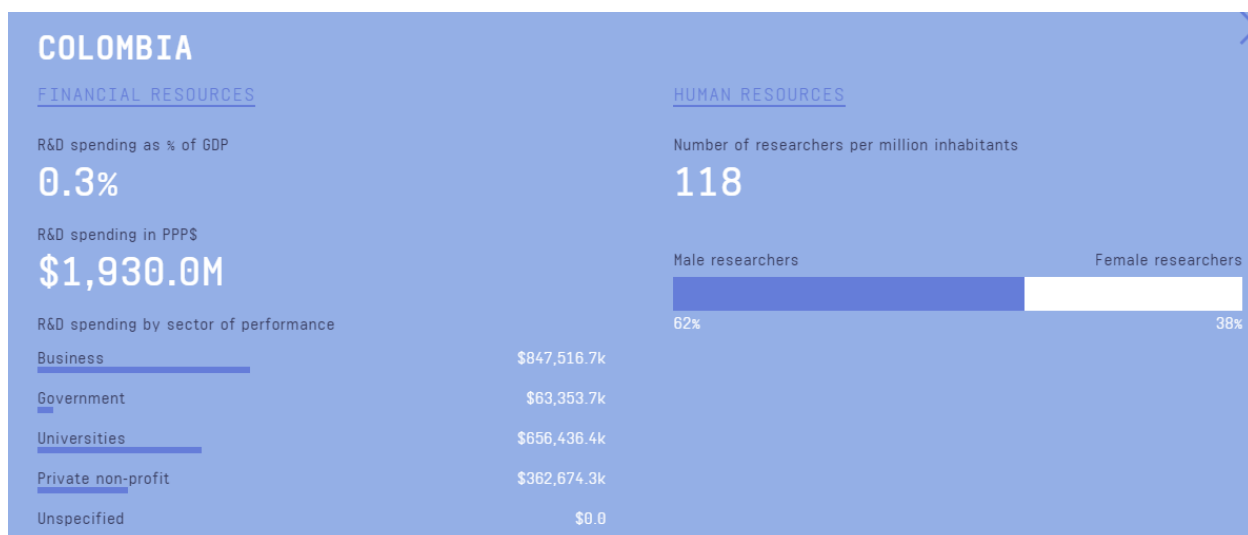 COLOMBIA
FINANCIAL RESOURCES
R&D spending as % of GDP
0.3%
R&D spending in PPP$
$1,930.0M
R&D spending by sector of performance
Business $847,516.7k
Government $63,353.7k
Universities $656,436.4k
Private non-profit $362,674.3k
Unspecified $0.0
HUMAN RESOURCES
Number of researchers per million inhabitants
118
Male researchers Female researchers
62% 38%